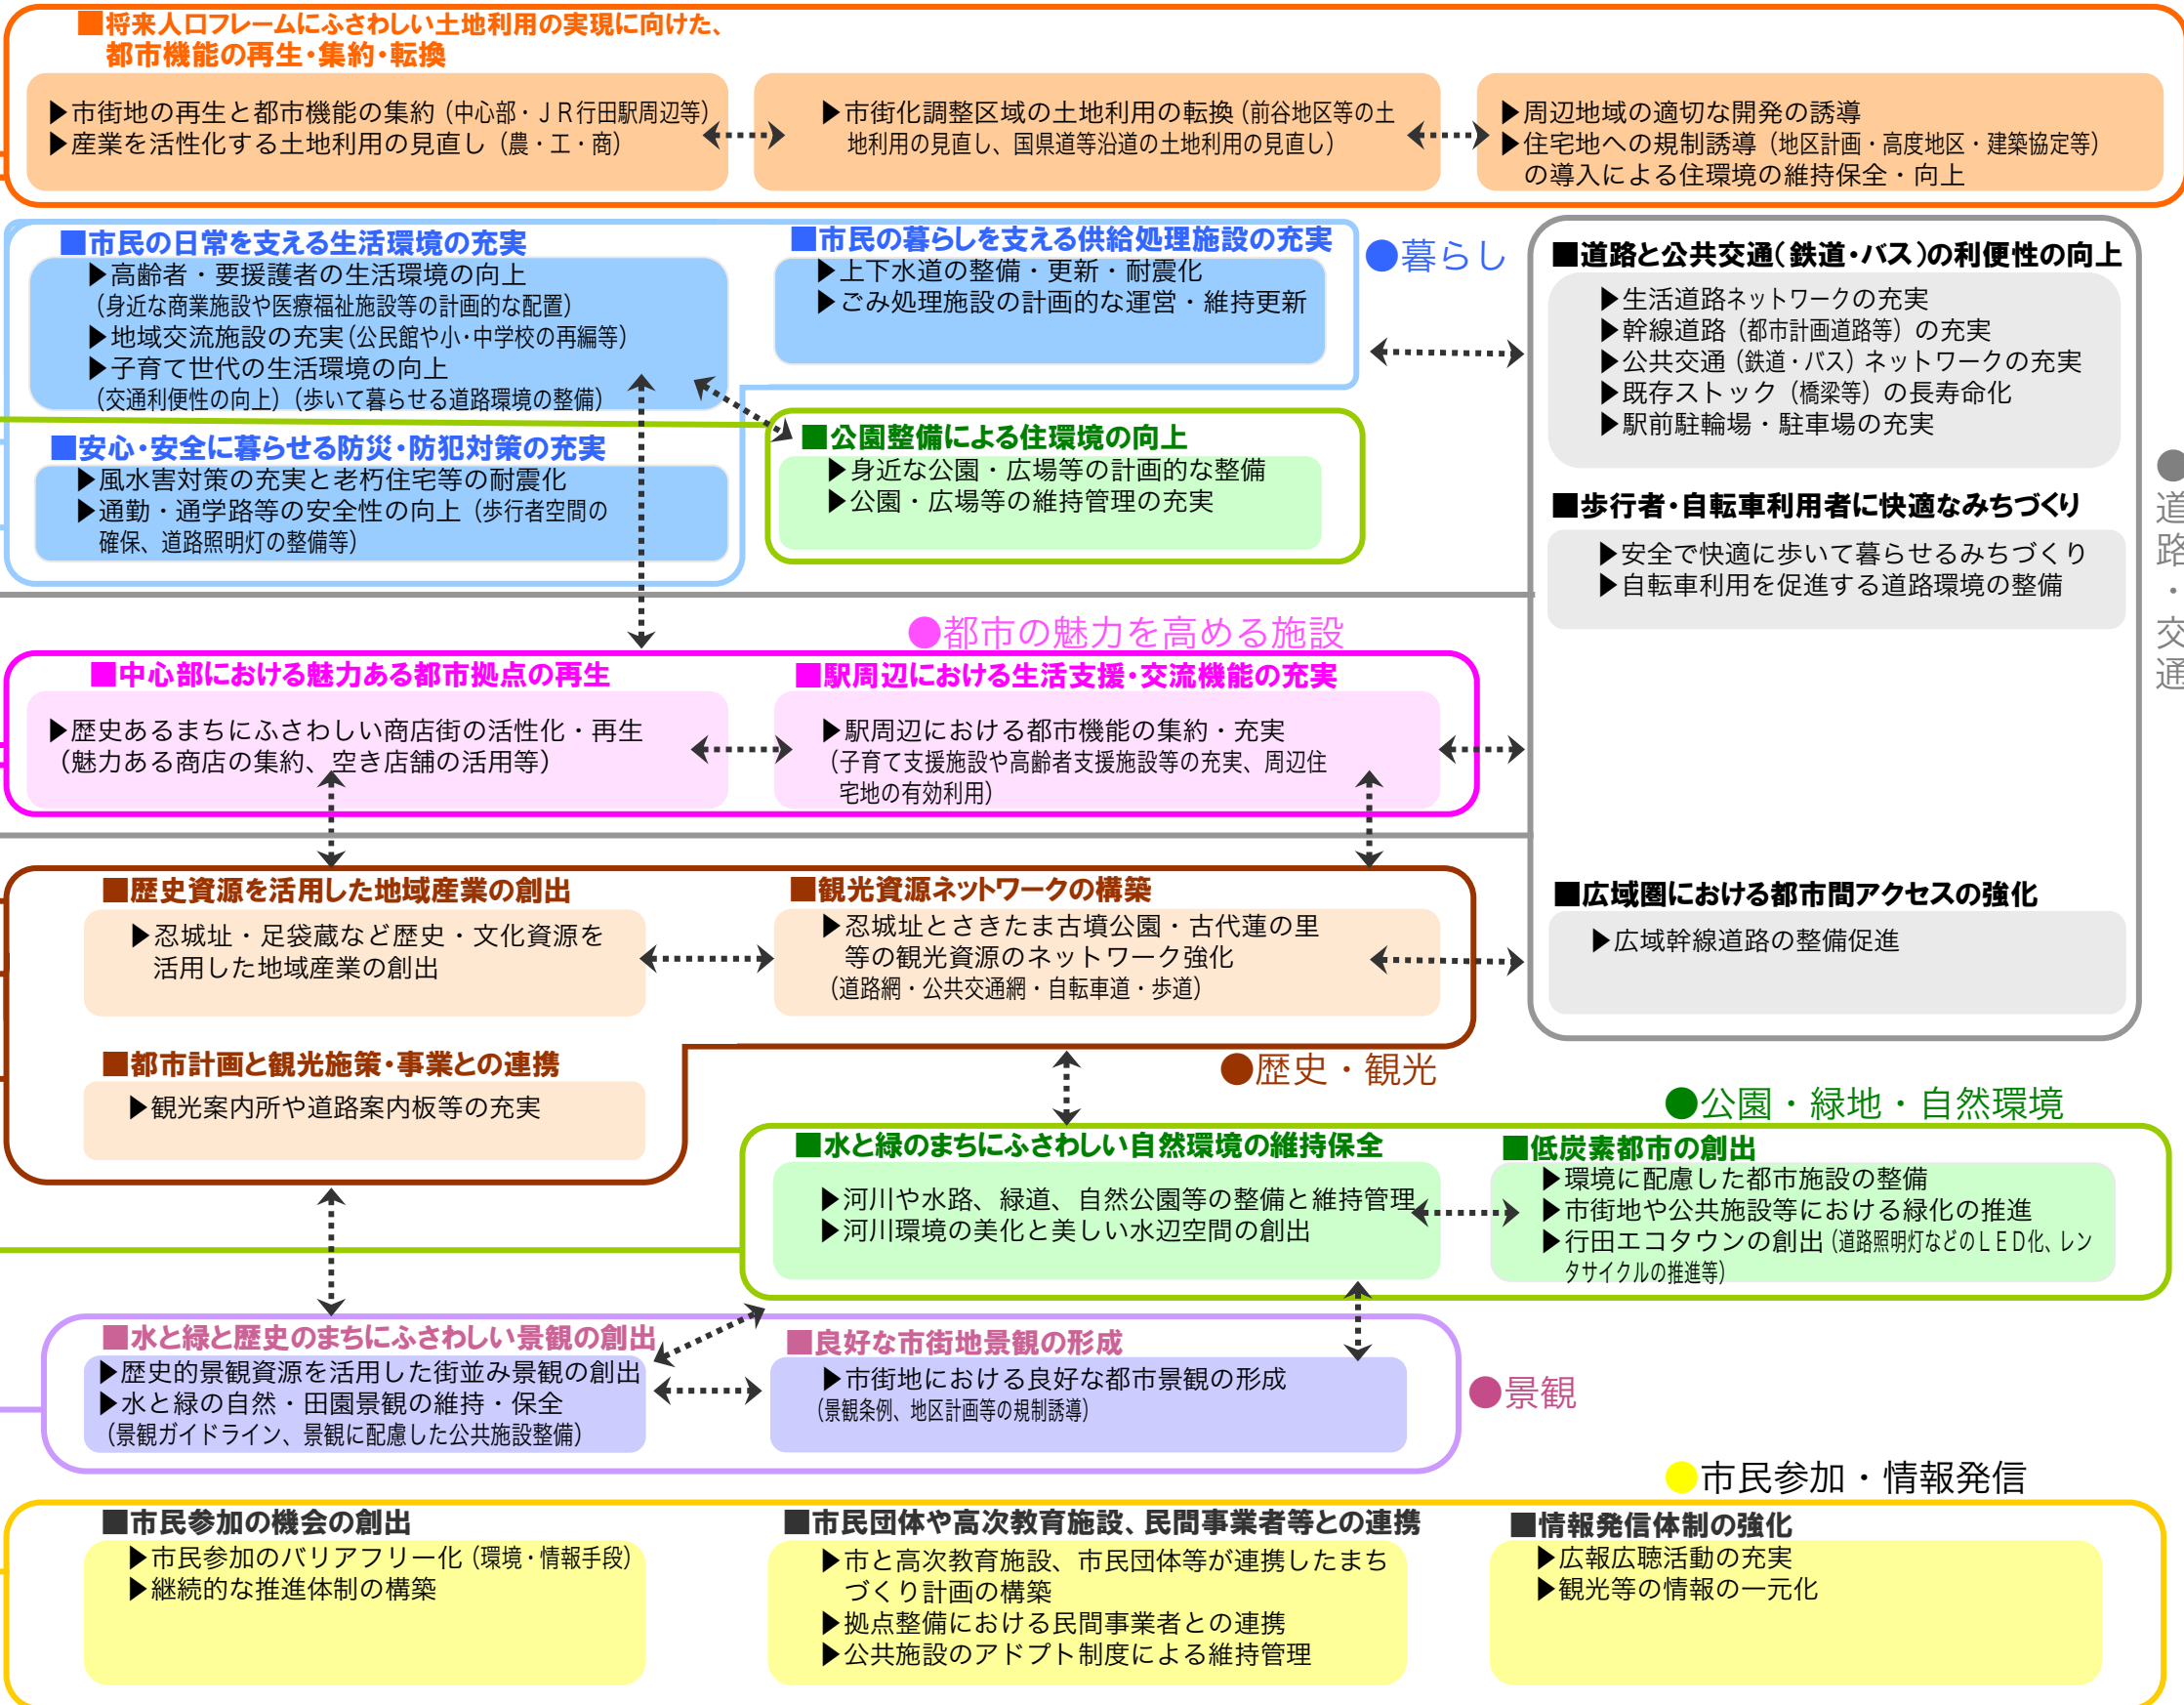 ■将来人口フレームにふさわしい土地利用の実現に向けた、
都市機能の再生・集約・転換
▶市街地の再生と都市機能の集約（中心部・ＪＲ行田駅周辺等）
▶産業を活性化する土地利用の見直し（農・工・商）
▶市街化調整区域の土地利用の転換（前谷地区等の土
地利用の見直し、国県道等沿道の土地利用の見直し）
▶周辺地域の適切な開発の誘導
▶住宅地への規制誘導（地区計画・高度地区・建築協定等）
の導入による住環境の維持保全・向上
■市民の日常を支える生活環境の充実
▶高齢者・要援護者の生活環境の向上
（身近な商業施設や医療福祉施設等の計画的な配置）
▶地域交流施設の充実（公民館や小・中学校の再編等）
▶子育て世代の生活環境の向上
（交通利便性の向上）（歩いて暮らせる道路環境の整備）
■市民の暮らしを支える供給処理施設の充実
▶上下水道の整備・更新・耐震化
▶ごみ処理施設の計画的な運営・維持更新
●暮らし
■安心・安全に暮らせる防災・防犯対策の充実
▶風水害対策の充実と老朽住宅等の耐震化
▶通勤・通学路等の安全性の向上（歩行者空間の
確保、道路照明灯の整備等）
■公園整備による住環境の向上
▶身近な公園・広場等の計画的な整備
▶公園・広場等の維持管理の充実
■道路と公共交通（鉄道・バス）の利便性の向上
▶生活道路ネットワークの充実
▶幹線道路（都市計画道路等）の充実
▶公共交通（鉄道・バス）ネットワークの充実
▶既存ストック（橋梁等）の長寿命化
▶駅前駐輪場・駐車場の充実
■歩行者・自転車利用者に快適なみちづくり
▶安全で快適に歩いて暮らせるみちづくり
▶自転車利用を促進する道路環境の整備
■広域圏における都市間アクセスの強化
▶広域幹線道路の整備促進
●道路・交通
●都市の魅力を高める施設
■中心部における魅力ある都市拠点の再生
▶歴史あるまちにふさわしい商店街の活性化・再生
（魅力ある商店の集約、空き店舗の活用等）
■駅周辺における生活支援・交流機能の充実
▶駅周辺における都市機能の集約・充実
（子育て支援施設や高齢者支援施設等の充実、周辺住
宅地の有効利用）
■歴史資源を活用した地域産業の創出
▶忍城址・足袋蔵など歴史・文化資源を
活用した地域産業の創出
■観光資源ネットワークの構築
▶忍城址とさきたま古墳公園・古代蓮の里
等の観光資源のネットワーク強化
（道路網・公共交通網・自転車道・歩道）
■都市計画と観光施策・事業との連携
▶観光案内所や道路案内板等の充実
●歴史・観光
●公園・緑地・自然環境
■水と緑のまちにふさわしい自然環境の維持保全
▶河川や水路、緑道、自然公園等の整備と維持管理
▶河川環境の美化と美しい水辺空間の創出
■低炭素都市の創出
▶環境に配慮した都市施設の整備
▶市街地や公共施設等における緑化の推進
▶行田エコタウンの創出（道路照明灯などのＬＥＤ化、レン
タサイクルの推進等）
■水と緑と歴史のまちにふさわしい景観の創出
▶歴史的景観資源を活用した街並み景観の創出
▶水と緑の自然・田園景観の維持・保全
（景観ガイドライン、景観に配慮した公共施設整備）
■良好な市街地景観の形成
▶市街地における良好な都市景観の形成
（景観条例、地区計画等の規制誘導）
●景観
●市民参加・情報発信
■市民参加の機会の創出
▶市民参加のバリアフリー化（環境・情報手段）
▶継続的な推進体制の構築
■市民団体や高次教育施設、民間事業者等との連携
▶市と高次教育施設、市民団体等が連携したまち
づくり計画の構築
▶拠点整備における民間事業者との連携
▶公共施設のアドプト制度による維持管理
■情報発信体制の強化
▶広報広聴活動の充実
▶観光等の情報の一元化